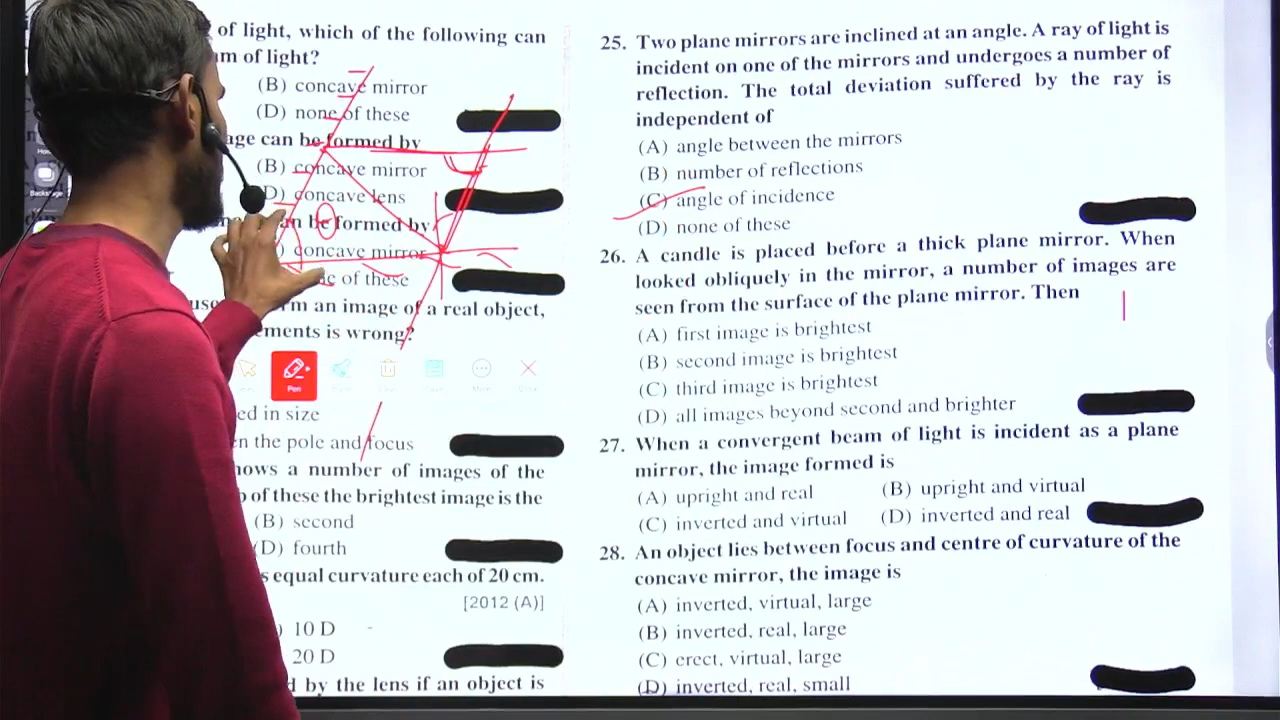 of light, which of the following can
of light?
(B) concave mirror
(D) none of these
can be formed by
(B) concave mirror
(D) concave lens
be formed by
concave mirror
of these
an image of a real object,
is wrong?
Pen
in size
the pole and focus
a number of images of the
of these the brightest image is the
(B) second
(D) fourth
equal curvature each of 20 cm.
[2012 (A)]
10 D
20 D
by the lens if an object is
25. Two plane mirrors are inclined at an angle. A ray of light is
incident on one of the mirrors and undergoes a number of
reflection. The total deviation suffered by the ray is
independent of
(A) angle between the mirrors
(B) number of reflections
(C) angle of incidence
(D) none of these
26. A candle is placed before a thick plane mirror. When
looked obliquely in the mirror, a number of images are
seen from the surface of the plane mirror. Then
(A) first image is brightest
(B) second image is brightest
(C) third image is brightest
(D) all images beyond second and brighter
27. When a convergent beam of light is incident as a plane
mirror, the image formed is
(A) upright and real (B) upright and virtual
(C) inverted and virtual (D) inverted and real
28. An object lies between focus and centre of curvature of the
concave mirror, the image is
(A) inverted, virtual, large
(B) inverted, real, large
(C) erect, virtual, large
(D) inverted, real, small